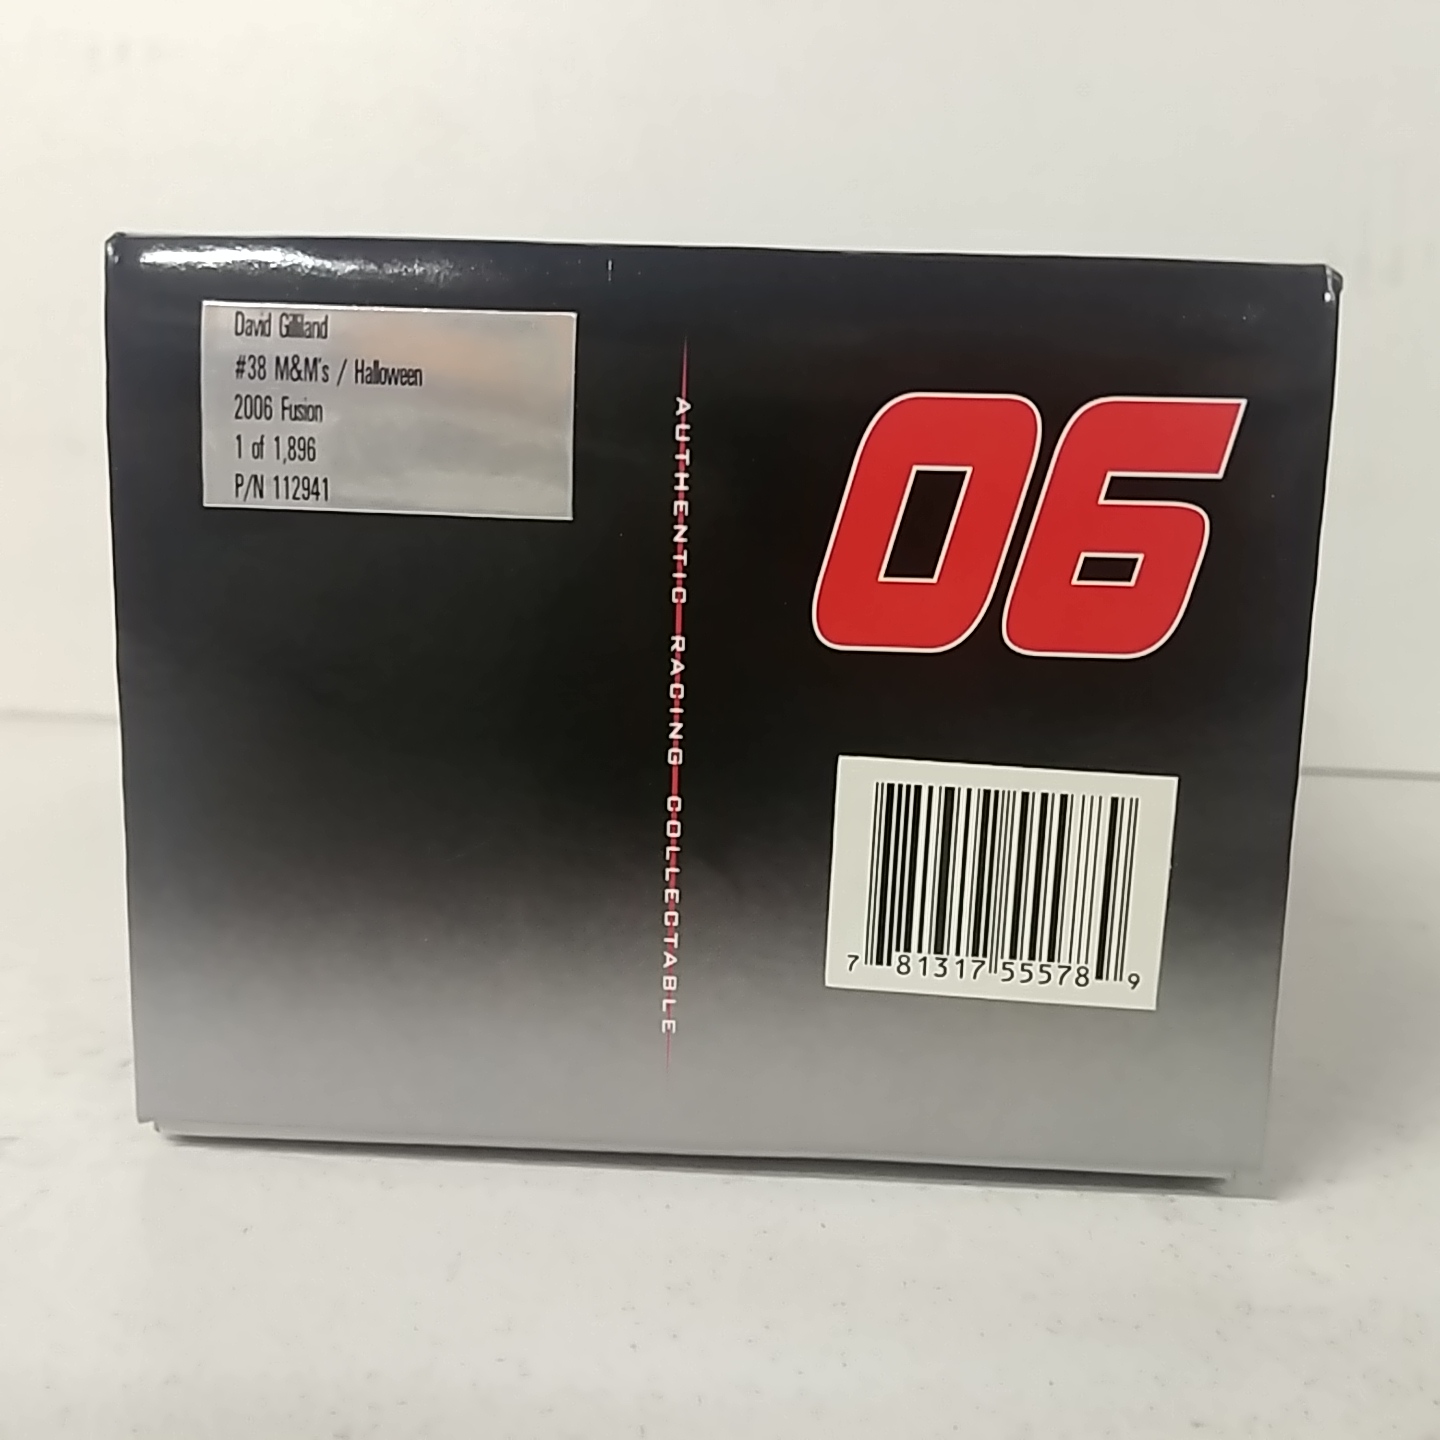 David Gilliland
#38 M&M's / Halloween
2006 Fusion
1 of 1,896
P/N 112941
AUTHENTIC RACING COLLECTABLE
06
7 81317 55578 9